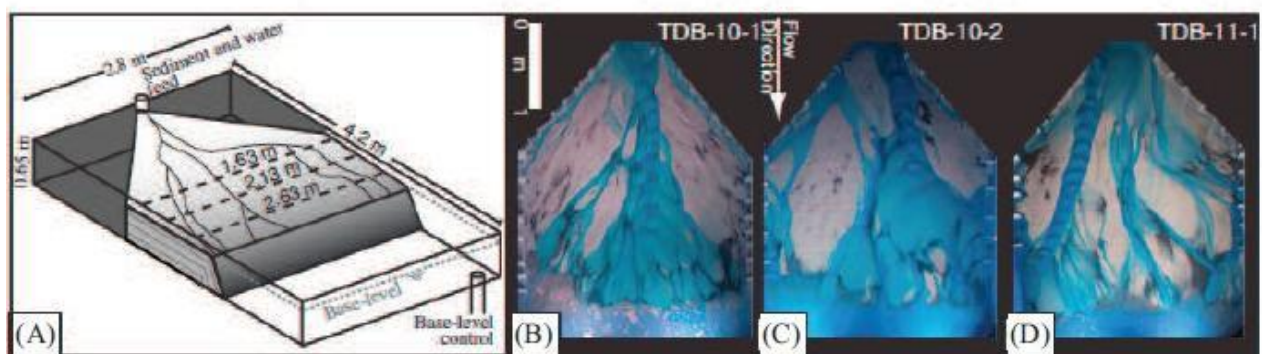 2.8 m
Sediment and water
feed
0.65 m
4.2 m
1.63 m
2.13 m
2.63 m
Base-level
Base-level
control
(A)
0
m
1
TDB-10-1
(B)
Flow
Direction
TDB-10-2
(C)
TDB-11-1
(D)